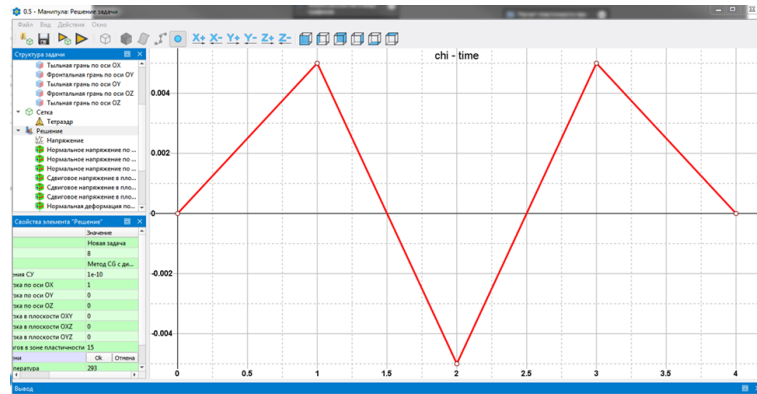 0.5 - Манипула: Решение задачи
Файл Вид Действия Окно
X+ X- Y+ Y- Z+ Z-
Структура задачи
Тыльная грань по оси OX
Фронтальная грань по оси OY
Тыльная грань по оси OY
Фронтальная грань по оси OZ
Тыльная грань по оси OZ
Сетка
Тетраэдр
Решение
Напряжение
Нормальное напряжение по ...
Нормальное напряжение по ...
Нормальное напряжение по ...
Сдвиговое напряжение в пло...
Сдвиговое напряжение в пло...
Сдвиговое напряжение в пло...
Нормальная деформация по...
Свойства элемента "Решение"
Значение
Новая задача
8
Метод CG с ди...
ния СУ 1e-10
зка по оси OX 1
зка по оси OY 0
зка по оси OZ 0
зка в плоскости OXY 0
зка в плоскости OXZ 0
зка в плоскости OYZ 0
гов в зоне пластичности 15
ни Ok Отмена
пература 293
Вывод
chi - time
0.004
0.002
0
-0.002
-0.004
0 0.5 1 1.5 2 2.5 3 3.5 4